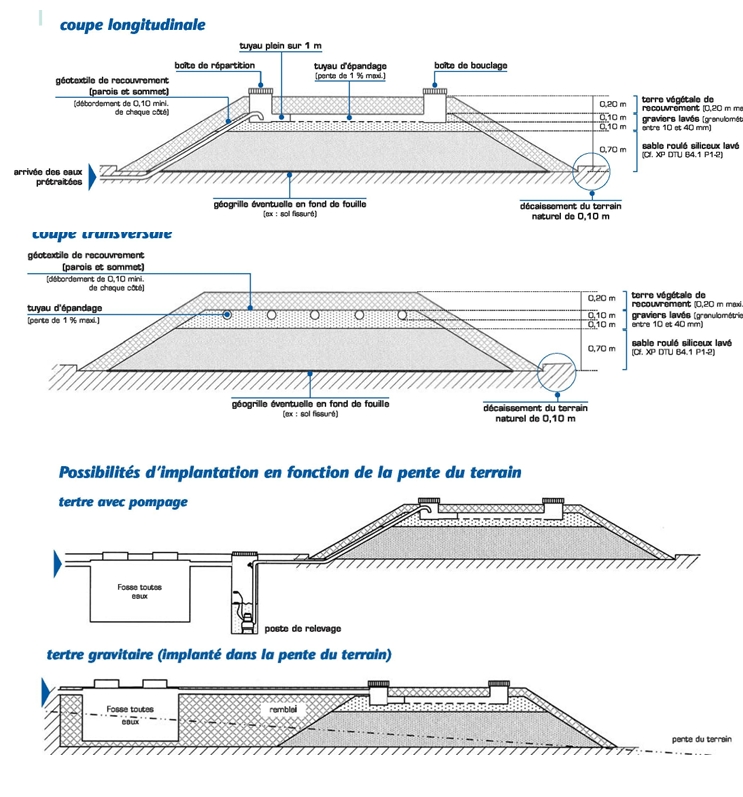 coupe longitudinale
tuyau plein sur 1 m
boîte de répartition
tuyau d'épandage
(pente de 1 % maxi.)
boîte de bouclage
géotextile de recouvrement
(parois et sommet)
(débordement de 0,10 mini.
de chaque côté)
0,20 m
0,10 m
0,10 m
0,70 m
terre végétale de
recouvrement (0,20 m
graviers lavés
entre 10 et 40 mm)
sable roulé siliceux lavé
(Cf. XP DTU 64.1 P1-2)
arrivée des eaux
prétraitées
géogrille éventuelle en fond de fouille
(ex : sol fissuré)
décaissement du terrain
naturel de 0,10 m
coupe transversale
géotextile de recouvrement
(parois et sommet)
(débordement de 0,10 mini.
de chaque côté)
tuyau d'épandage
(pente de 1 % maxi.)
0,20 m
0,10 m
0,10 m
0,70 m
terre végétale de
recouvrement (0,20 m maxi.
graviers lavés
entre 10 et 40 mm)
sable roulé siliceux lavé
(Cf. XP DTU 64.1 P1-2)
géogrille éventuelle en fond de fouille
(ex : sol fissuré)
décaissement du terrain
naturel de 0,10 m
Possibilités d'implantation en fonction de la pente du terrain
tertre avec pompage
Fosse toutes
eaux
poste de relevage
tertre gravitaire (implanté dans la pente du terrain)
Fosse toutes
eaux
remblai
pente du terrain